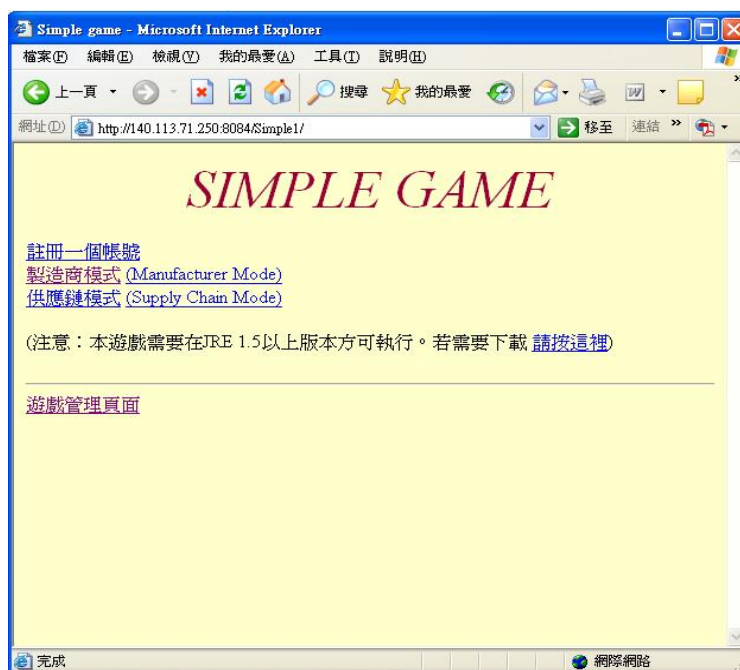 Simple game - Microsoft Internet Explorer
檔案(F) 編輯(E) 檢視(V) 我的最愛(A) 工具(T) 說明(H)
上一頁 搜尋 我的最愛
網址(D) http://140.113.71.250:8084/Simple1/ 移至 連結 »
SIMPLE GAME
註冊一個帳號
製造商模式 (Manufacturer Mode)
供應鏈模式 (Supply Chain Mode)
(注意：本遊戲需要在JRE 1.5以上版本方可執行。若需要下載 請按這裡)
遊戲管理頁面
完成 網際網路